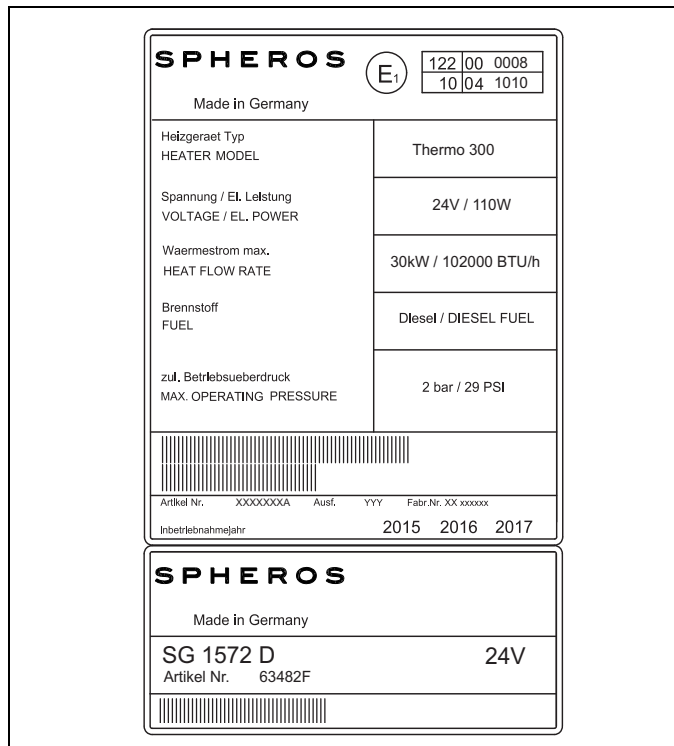 SPHEROS
E1
122 00 0008
10 04 1010
Made in Germany
Heizgeraet Typ
HEATER MODEL
Thermo 300
Spannung / El. Leistung
VOLTAGE / EL. POWER
24V / 110W
Waermestrom max.
HEAT FLOW RATE
30kW / 102000 BTU/h
Brennstoff
FUEL
Diesel / DIESEL FUEL
zul. Betriebsueberdruck
MAX. OPERATING PRESSURE
2 bar / 29 PSI
Artikel Nr. XXXXXXXA Ausf. YYY Fabr.Nr. XX xxxxxx
Inbetriebnahmejahr 2015 2016 2017
SPHEROS
Made in Germany
SG 1572 D 24V
Artikel Nr. 63482F